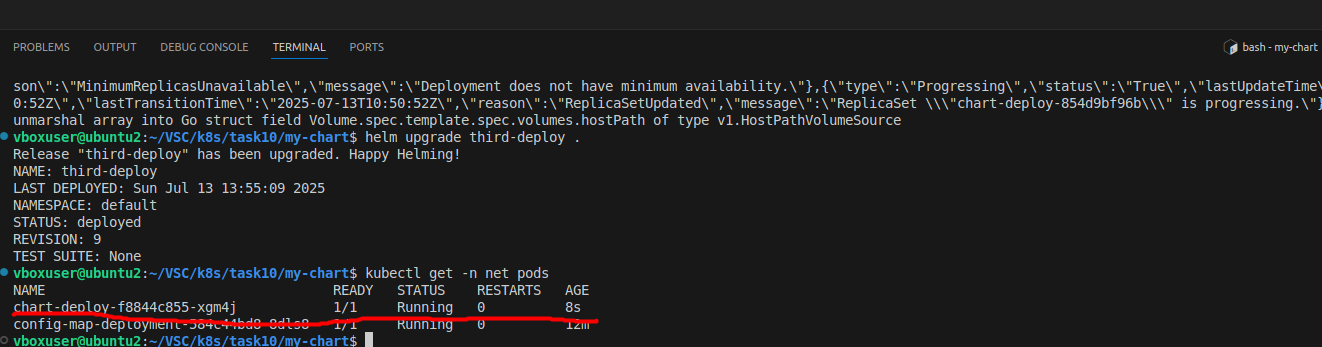 PROBLEMS OUTPUT DEBUG CONSOLE TERMINAL PORTS bash - my-chart
son\":\"MinimumReplicasUnavailable\",\"message\":\"Deployment does not have minimum availability.\"},{\"type\":\"Progressing\",\"status\":\"True\",\"lastUpdateTime\
0:52Z\",\"lastTransitionTime\":\"2025-07-13T10:50:52Z\",\"reason\":\"ReplicaSetUpdated\",\"message\":\"ReplicaSet \\\"chart-deploy-854d9bf96b\\\" is progressing.\"}
unmarshal array into Go struct field Volume.spec.template.spec.volumes.hostPath of type v1.HostPathVolumeSource
vboxuser@ubuntu2:~/VSC/k8s/task10/my-chart$ helm upgrade third-deploy .
Release "third-deploy" has been upgraded. Happy Helming!
NAME: third-deploy
LAST DEPLOYED: Sun Jul 13 13:55:09 2025
NAMESPACE: default
STATUS: deployed
REVISION: 9
TEST SUITE: None
vboxuser@ubuntu2:~/VSC/k8s/task10/my-chart$ kubectl get -n net pods
NAME READY STATUS RESTARTS AGE
chart-deploy-f8844c855-xgm4j 1/1 Running 0 8s
config-map-deployment-584c44bd8-8dls8 1/1 Running 0 12m
vboxuser@ubuntu2:~/VSC/k8s/task10/my-chart$